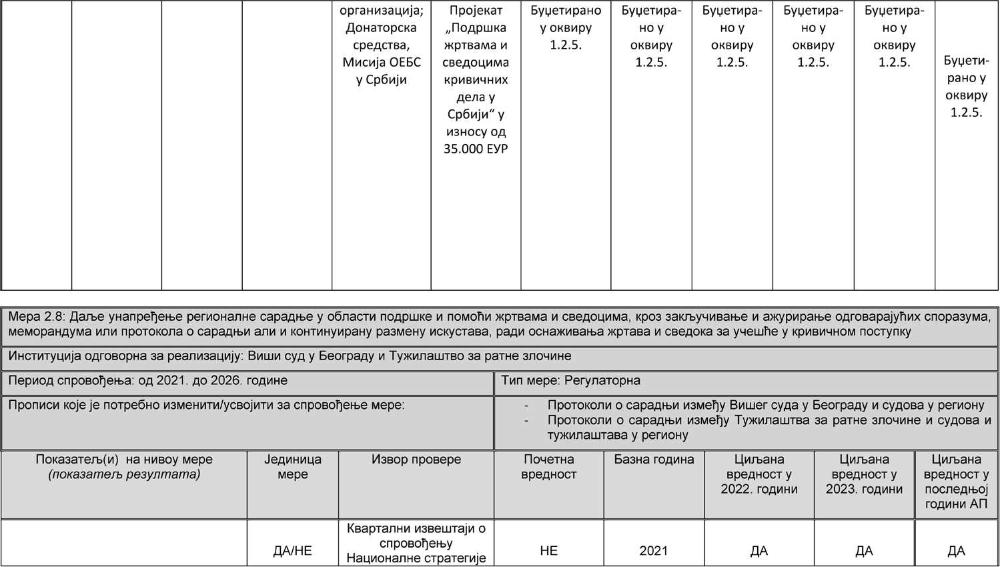 организација;
Донаторска
средства,
Мисија ОЕБС
у Србији
Пројекат
„Подршка
жртвама и
сведоцима
кривичних
дела у
Србији“ у
износу од
35.000 ЕУР
Буџетирано
у оквиру
1.2.5.
Буџетира-
но у
оквиру
1.2.5.
Буџетира-
но у
оквиру
1.2.5.
Буџетира-
но у
оквиру
1.2.5.
Буџетира-
но у
оквиру
1.2.5.
Буџети-
рано у
оквиру
1.2.5.
Мера 2.8: Даље унапређење регионалне сарадње у области подршке и помоћи жртвама и сведоцима, кроз закључивање и ажурирање одговарајућих споразума,
меморандума или протокола о сарадњи али и континуирану размену искустава, ради оснаживања жртава и сведока за учешће у кривичном поступку
Институција одговорна за реализацију: Виши суд у Београду и Тужилаштво за ратне злочине
Период спровођења: од 2021. до 2026. године
Тип мере: Регулаторна
Прописи које је потребно изменити/усвојити за спровођење мере:
- Протоколи о сарадњи између Вишег суда у Београду и судова у региону
- Протоколи о сарадњи између Тужилаштва за ратне злочине и судова и
тужилаштава у региону
Показатељ(и) на нивоу мере
(показатељ резултата)
Јединица
мере
Извор провере
Почетна
вредност
Базна година
Циљана
вредност у
2022. години
Циљана
вредност у
2023. години
Циљана
вредност у
последњој
години АП
ДА/НЕ
Квартални извештаји о
спровођењу
Националне стратегије
НЕ
2021
ДА
ДА
ДА